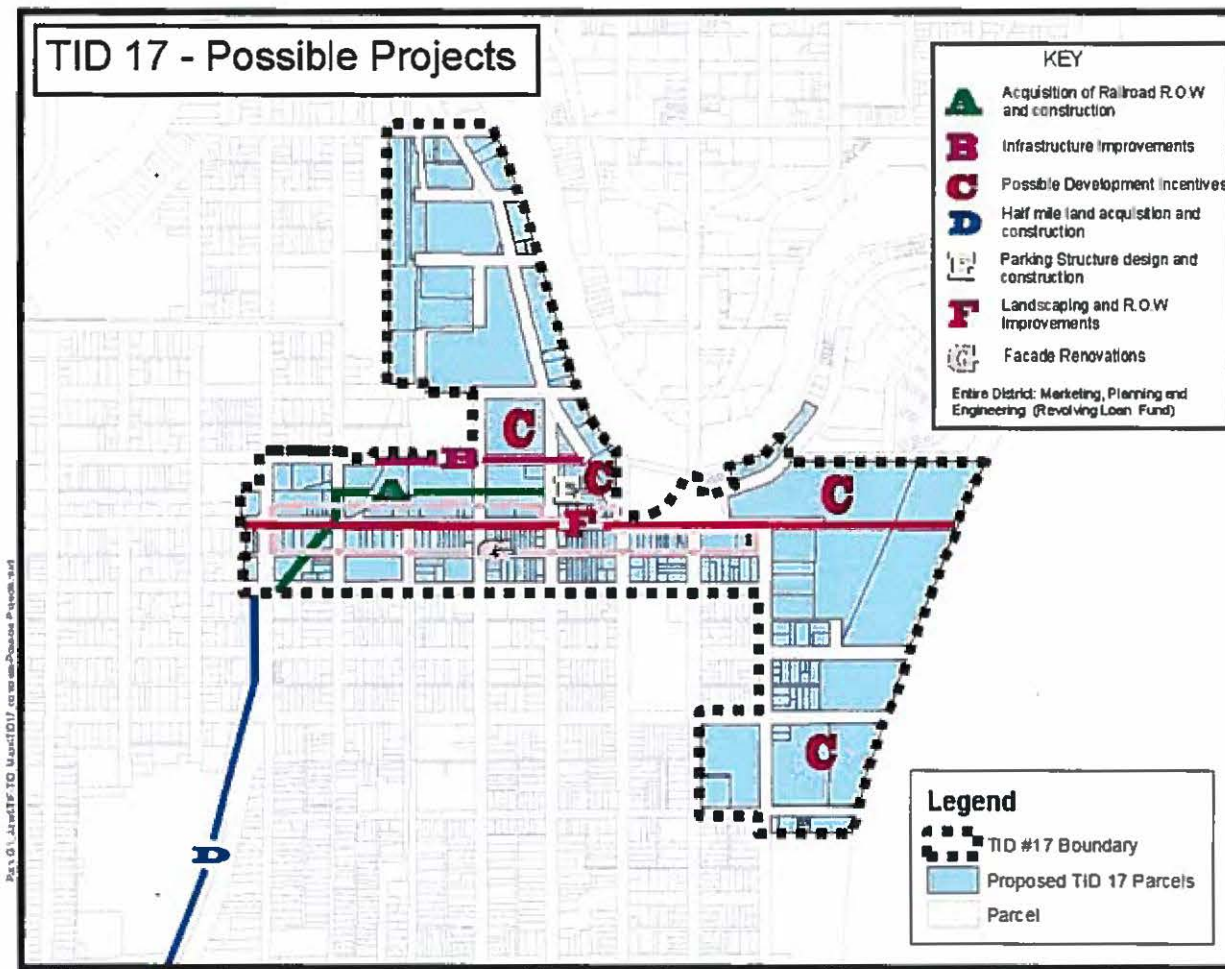 TID 17 - Possible Projects
KEY
A Acquisition of Railroad R.O.W
and construction
B Infrastructure Improvements
C Possible Development Incentives
D Half mile land acquisition and
construction
E Parking Structure design and
construction
F Landscaping and R.O.W
Improvements
G Facade Renovations
Entire District: Marketing, Planning and
Engineering (Revolving Loan Fund)
C
B
C
A
E
F
C
G
C
D
Legend
TID #17 Boundary
Proposed TID 17 Parcels
Parcel